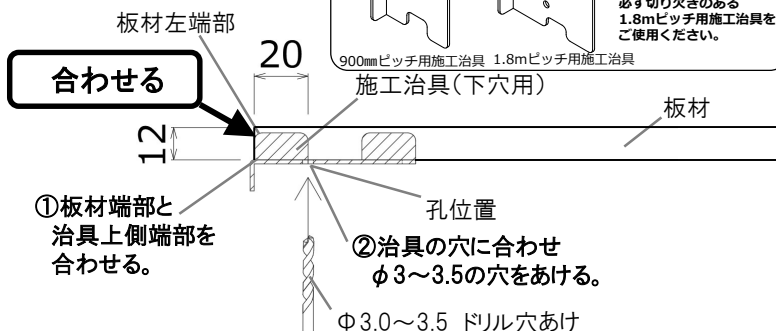 必ず切り欠きのある
1.8mピッチ用施工治具を
ご使用ください。
900㎜ピッチ用施工治具 1.8mピッチ用施工治具
板材左端部
合わせる
20
施工治具(下穴用)
板材
12
①板材端部と
治具上側端部を
合わせる。
孔位置
②治具の穴に合わせ
φ3～3.5の穴をあける。
Φ3.0～3.5 ドリル穴あけ